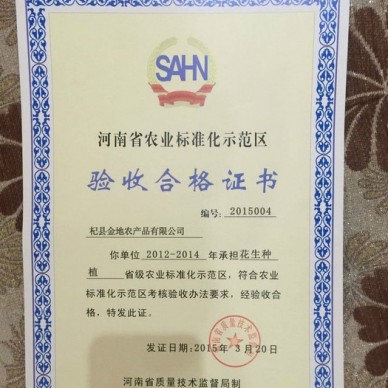 SAHN
河南省农业标准化示范区
验收合格证书
编号: 2015004
杞县金地农产品有限公司
你单位 2012-2014 年承担花生种
植 省级农业标准化示范区,符合农业
标准化示范区考核验收办法要求,经验收合
格,特发此证。
发证日期:2015年 3月20日
河南省质量技术监督局制